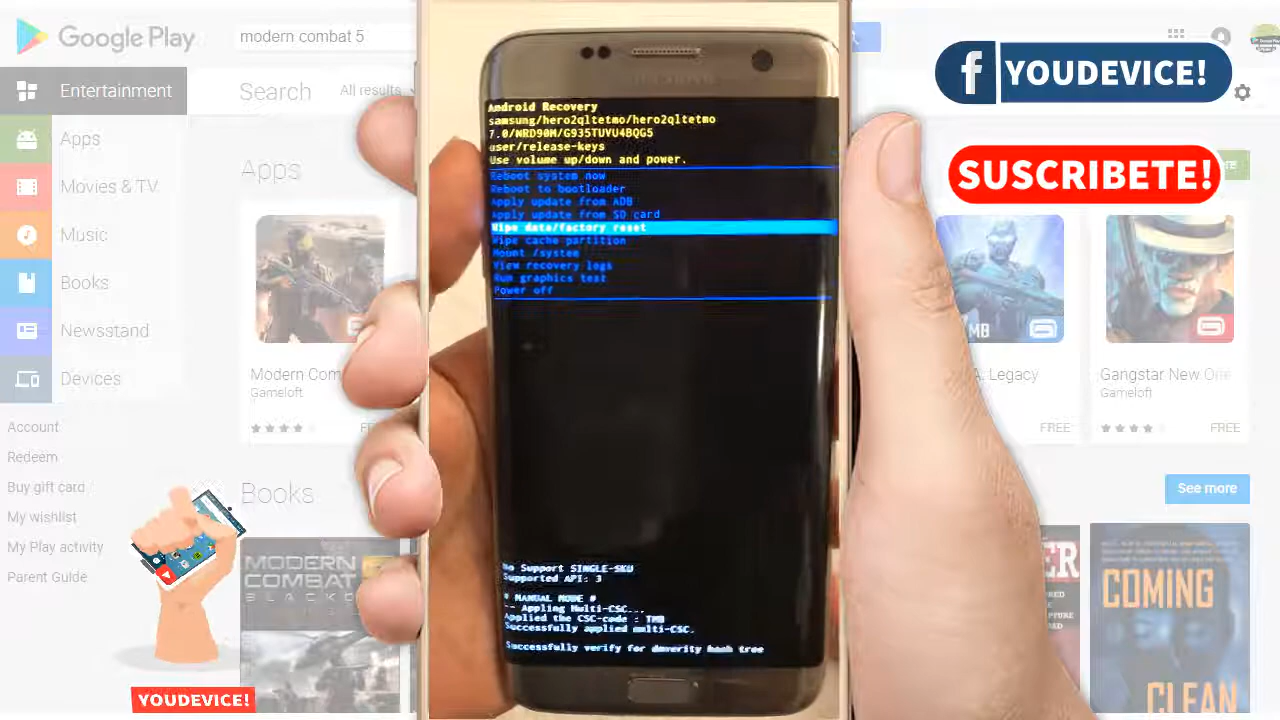 Google Play
modern combat 5
Entertainment
Search
All results
Apps
Movies & TV
Music
Books
Newsstand
Devices
Account
Redeem
Buy gift card
My wishlist
My Play activity
Parent Guide
Apps
Modern Com
Gameloft
Books
MODERN
COMBAT
YOUDEVICE!
Android Recovery
samsung/hero2qltetmo/hero2qltetmo
7.0/NRD90M/G935TUVU4BQG5
user/release-keys
Use volume up/down and power.
Reboot system now
Reboot to bootloader
Apply update from ADB
Apply update from SD card
Wipe data/factory reset
Wipe cache partition
Mount /system
View recovery logs
Run graphics test
Power off
No Support SINGLE-SKU
Supported API: 3
# MANUAL MODE #
-- Appling Multi-CSC...
Applied the CSC-code : TMB
Successfully applied multi-CSC.
Successfully verify for dmverity hash tree
f YOUDEVICE!
SUSCRIBETE!
Legacy
FREE
Gangstar New One
Gameloft
FREE
See more
COMING
CLEAN